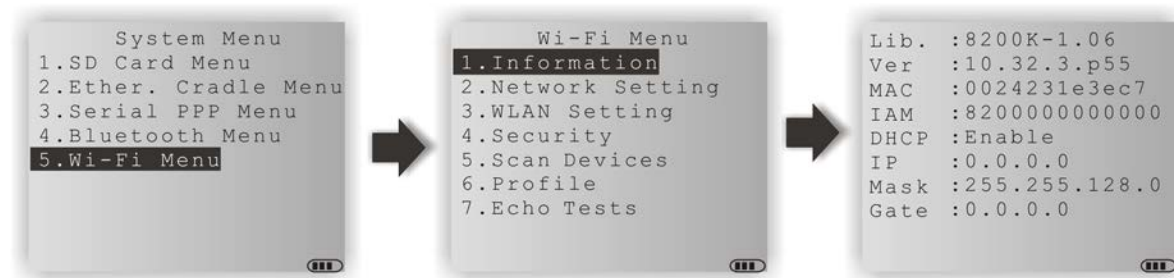 System Menu
1.SD Card Menu
2.Ether. Cradle Menu
3.Serial PPP Menu
4.Bluetooth Menu
5.Wi-Fi Menu
Wi-Fi Menu
1.Information
2.Network Setting
3.WLAN Setting
4.Security
5.Scan Devices
6.Profile
7.Echo Tests
Lib. :8200K-1.06
Ver :10.32.3.p55
MAC :0024231e3ec7
IAM :8200000000000
DHCP :Enable
IP :0.0.0.0
Mask :255.255.128.0
Gate :0.0.0.0